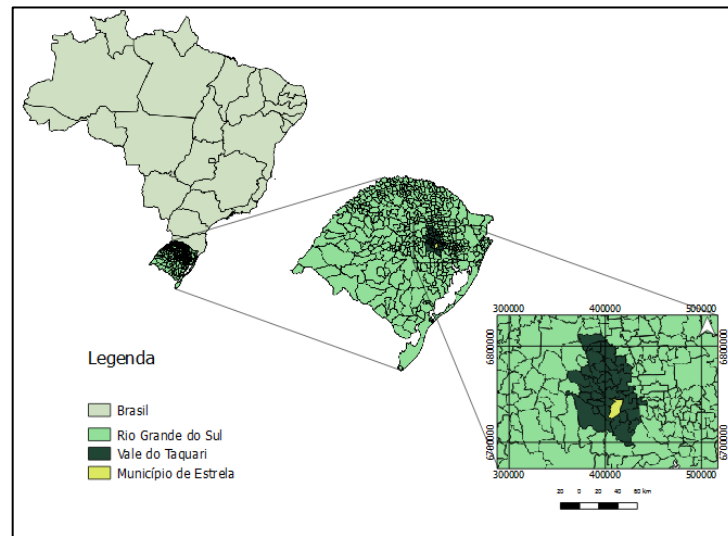 Legenda
Brasil
Rio Grande do Sul
Vale do Taquari
Município de Estrela
300000 400000 500000
6800000 6800000
6700000 6700000
300000 400000 500000
20 0 20 40 60 km